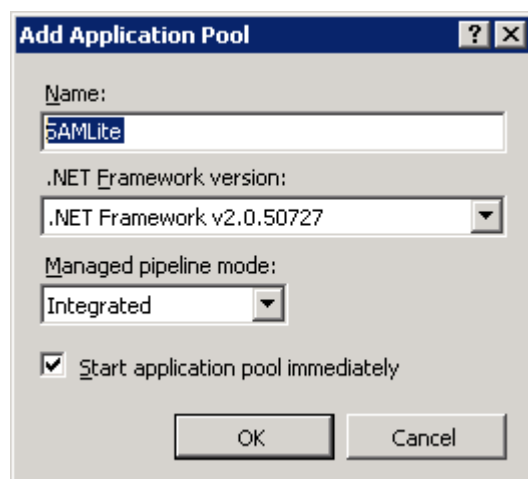 Add Application Pool
Name:
SAMLite
.NET Framework version:
.NET Framework v2.0.50727
Managed pipeline mode:
Integrated
Start application pool immediately
OK
Cancel